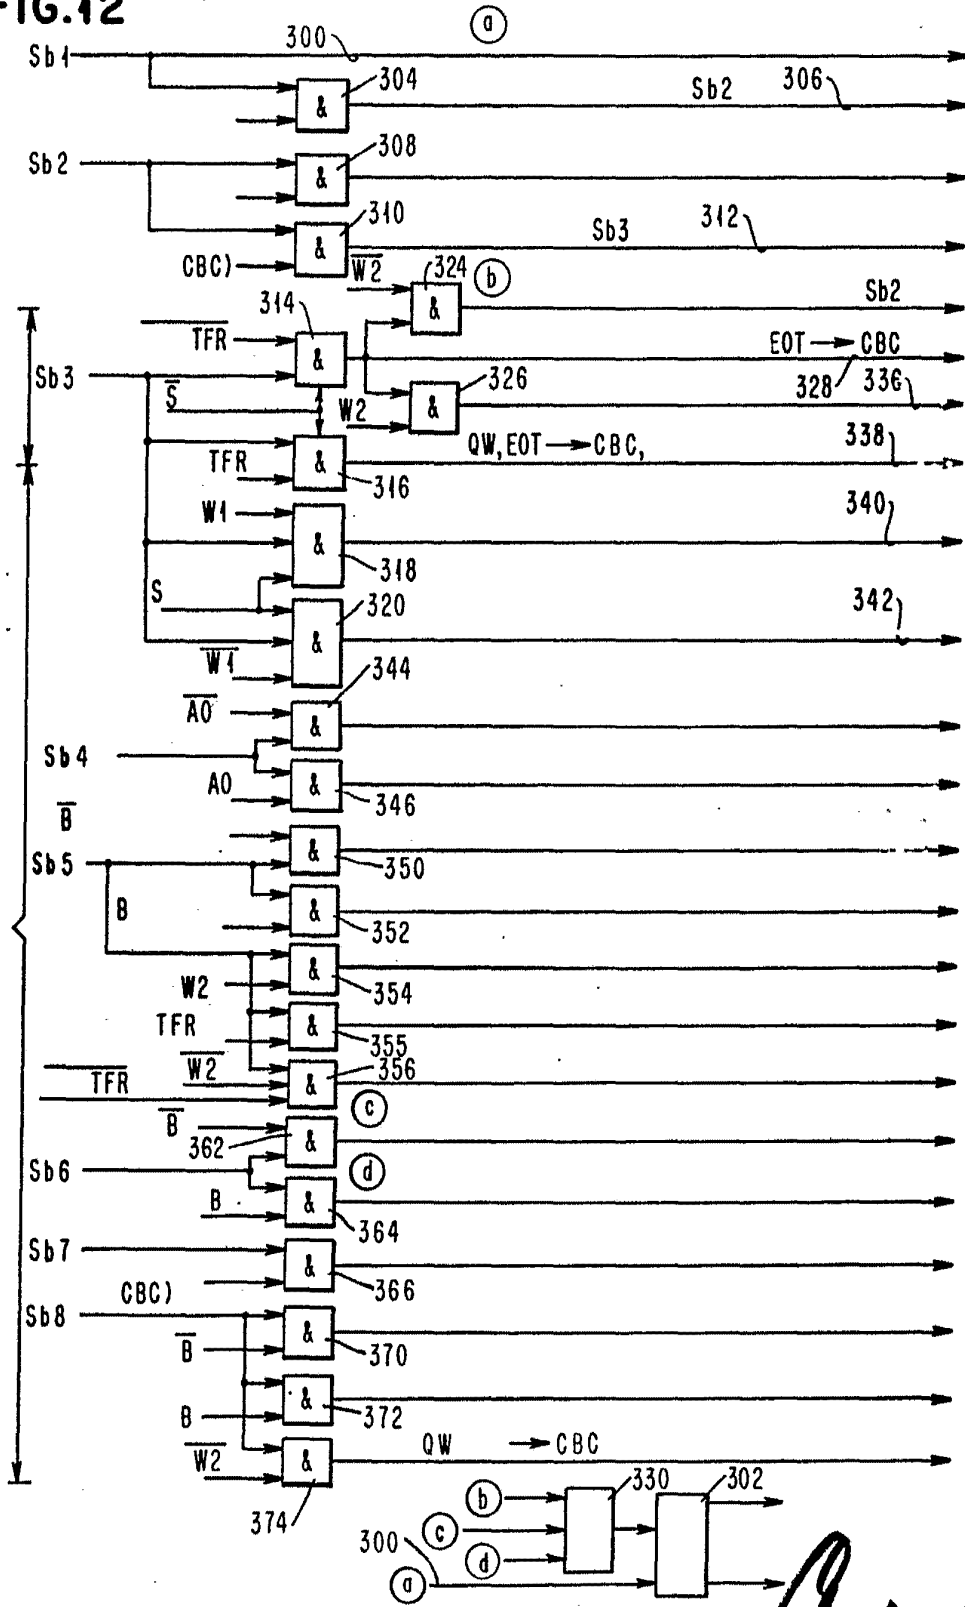 FIG.12
a
Sb1
300
304
&
Sb2
306
Sb2
308
&
310
&
Sb3
312
CBC)
W2
324
b
&
Sb2
314
TFR
&
EOT → CBC
328
Sb3
S
326
336
W2
&
QW, EOT → CBC,
338
TFR
&
316
W1
340
&
318
S
320
342
&
W1
344
A0
&
Sb4
A0
&
346
B
&
Sb5
350
B
&
352
W2
&
354
TFR
&
355
W2
356
TFR
&
c
B
362
&
d
Sb6
B
&
364
Sb7
&
366
CBC)
Sb8
&
B
370
&
B
372
QW → CBC
W2
&
374
330
302
b
c
300
d
a